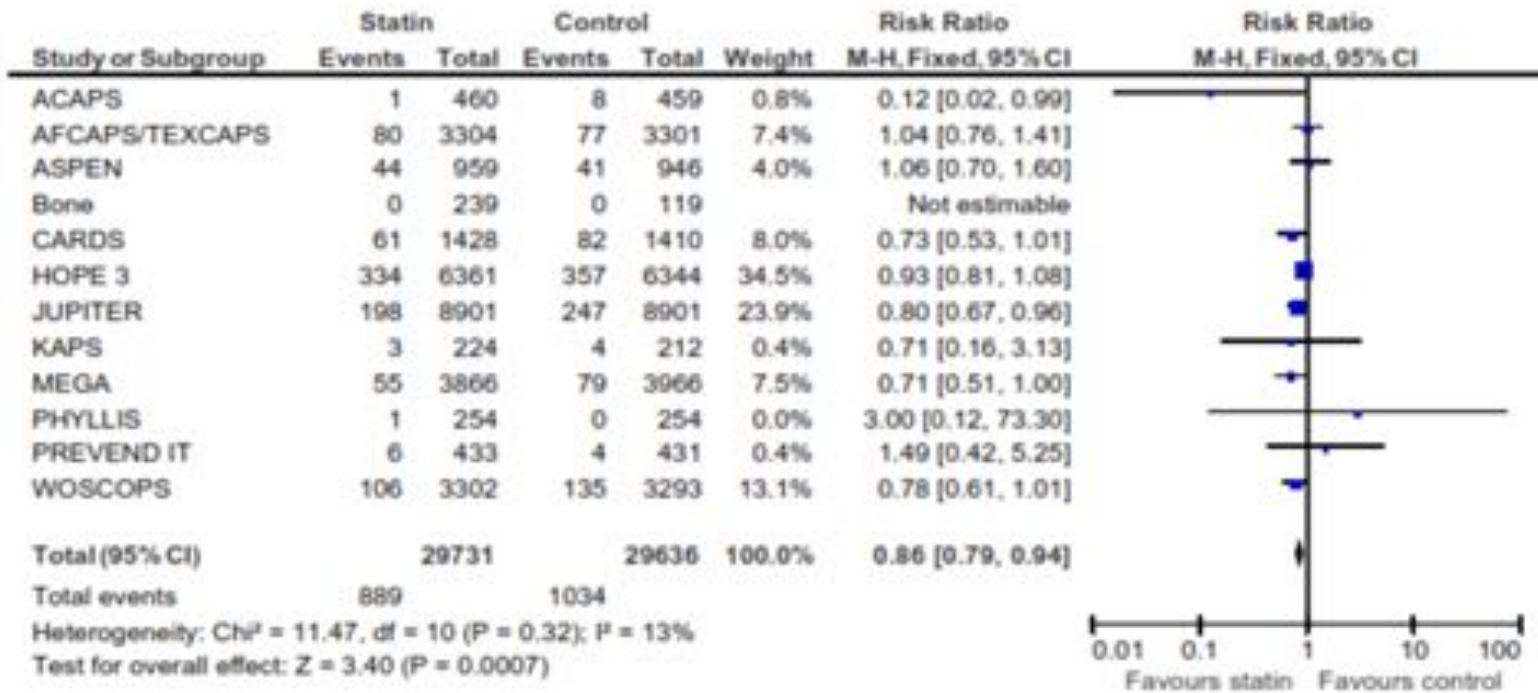 Statin Control Risk Ratio Risk Ratio
Study or Subgroup Events Total Events Total Weight M-H, Fixed, 95% CI M-H, Fixed, 95% CI
ACAPS 1 460 8 459 0.8% 0.12 [0.02, 0.99]
AFCAPS/TEXCAPS 80 3304 77 3301 7.4% 1.04 [0.76, 1.41]
ASPEN 44 959 41 946 4.0% 1.06 [0.70, 1.60]
Bone 0 239 0 119 Not estimable
CARDS 61 1428 82 1410 8.0% 0.73 [0.53, 1.01]
HOPE 3 334 6361 357 6344 34.5% 0.93 [0.81, 1.08]
JUPITER 198 8901 247 8901 23.9% 0.80 [0.67, 0.96]
KAPS 3 224 4 212 0.4% 0.71 [0.16, 3.13]
MEGA 55 3866 79 3966 7.5% 0.71 [0.51, 1.00]
PHYLLIS 1 254 0 254 0.0% 3.00 [0.12, 73.30]
PREVEND IT 6 433 4 431 0.4% 1.49 [0.42, 5.25]
WOSCOPS 106 3302 135 3293 13.1% 0.78 [0.61, 1.01]
Total (95% CI) 29731 29636 100.0% 0.86 [0.79, 0.94]
Total events 889 1034
Heterogeneity: Chi² = 11.47, df = 10 (P = 0.32); I² = 13%
Test for overall effect: Z = 3.40 (P = 0.0007)
0.01 0.1 1 10 100
Favours statin Favours control